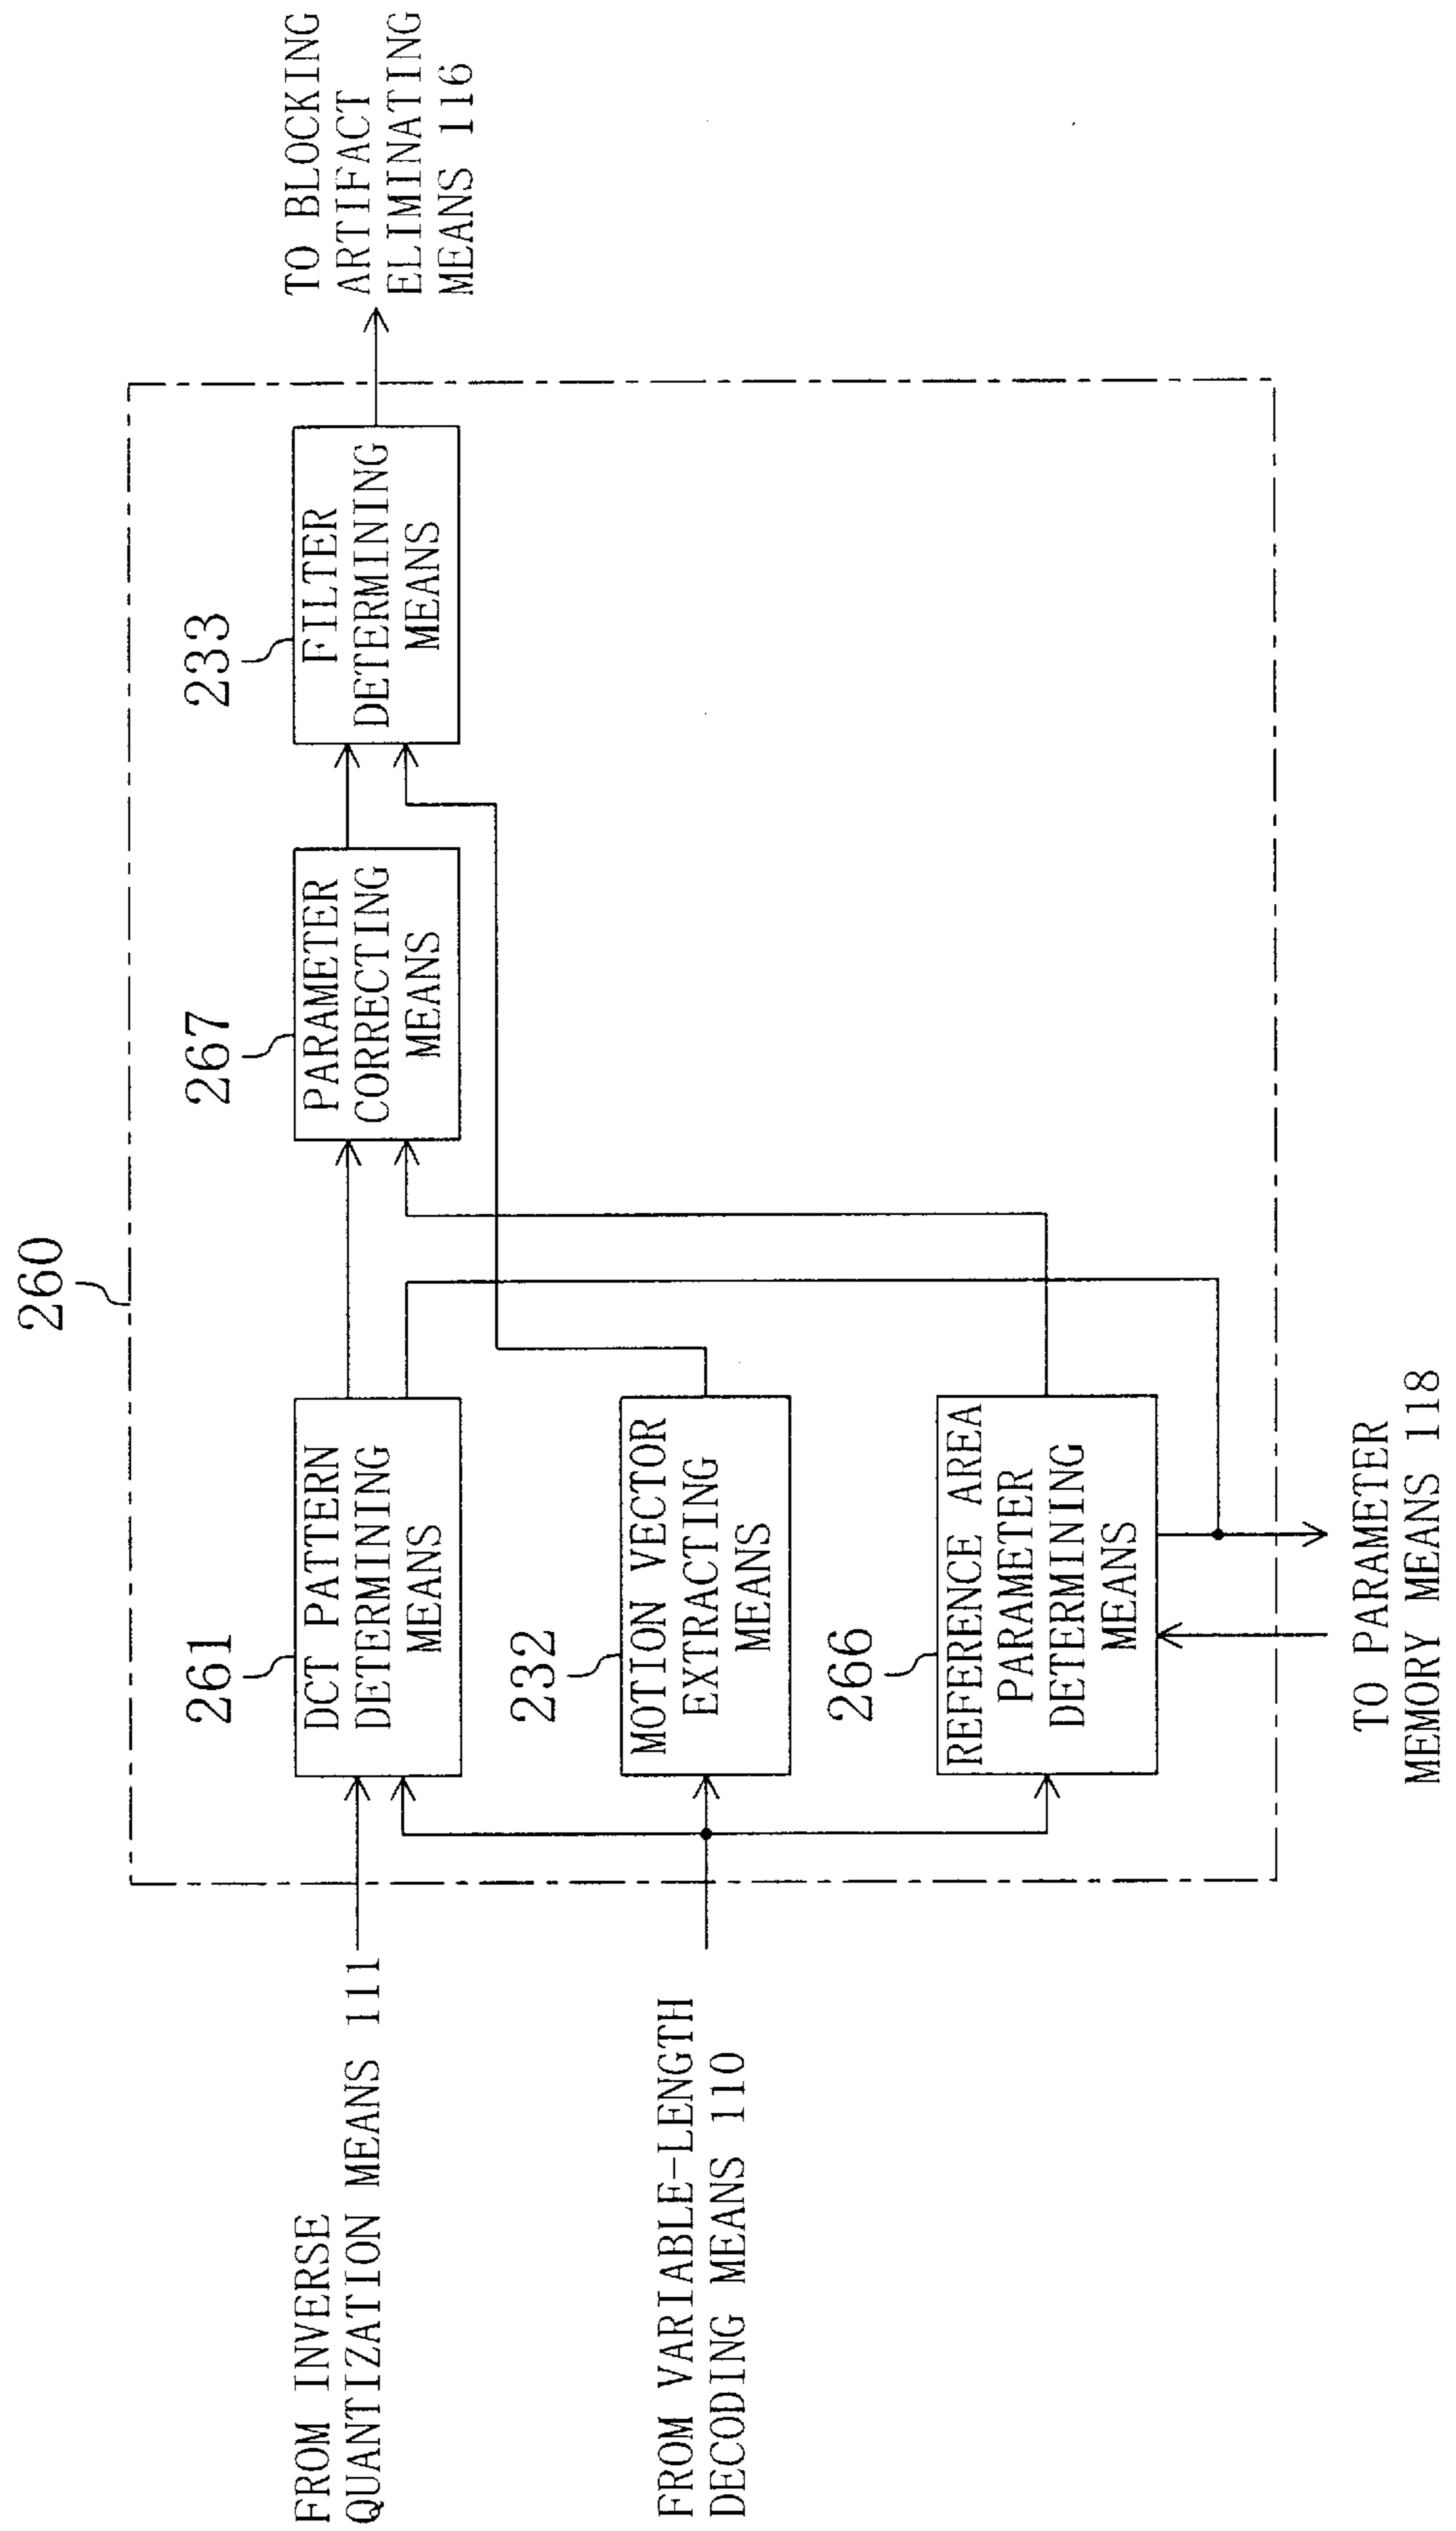 260
FROM INVERSE
QUANTIZATION MEANS 111
261
DCT PATTERN
DETERMINING
MEANS
267
PARAMETER
CORRECTING
MEANS
233
FILTER
DETERMINING
MEANS
TO BLOCKING
ARTIFACT
ELIMINATING
MEANS 116
FROM VARIABLE-LENGTH
DECODING MEANS 110
232
MOTION VECTOR
EXTRACTING
MEANS
266
REFERENCE AREA
PARAMETER
DETERMINING
MEANS
TO PARAMETER
MEMORY MEANS 118